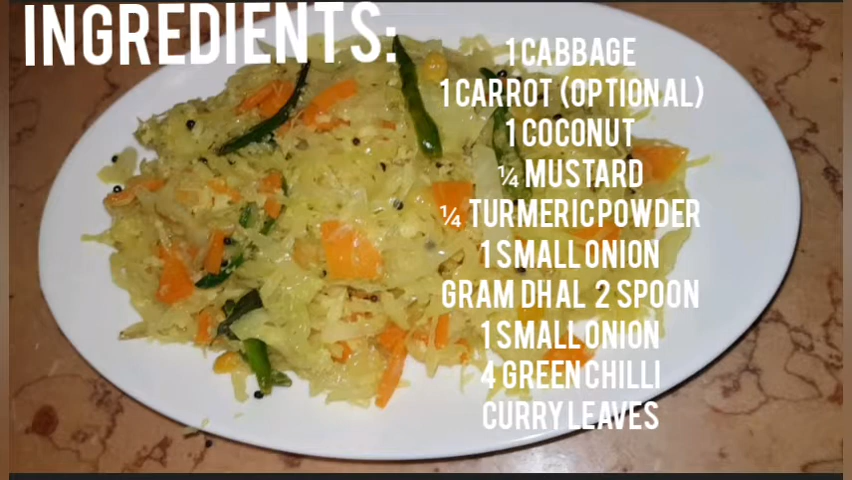 INGREDIENTS:
1 CABBAGE
1 CARROT (OPTIONAL)
1 COCONUT
¼ MUSTARD
¼ TURMERIC POWDER
1 SMALL ONION
GRAM DHAL 2 SPOON
1 SMALL ONION
4 GREEN CHILLI
CURRY LEAVES